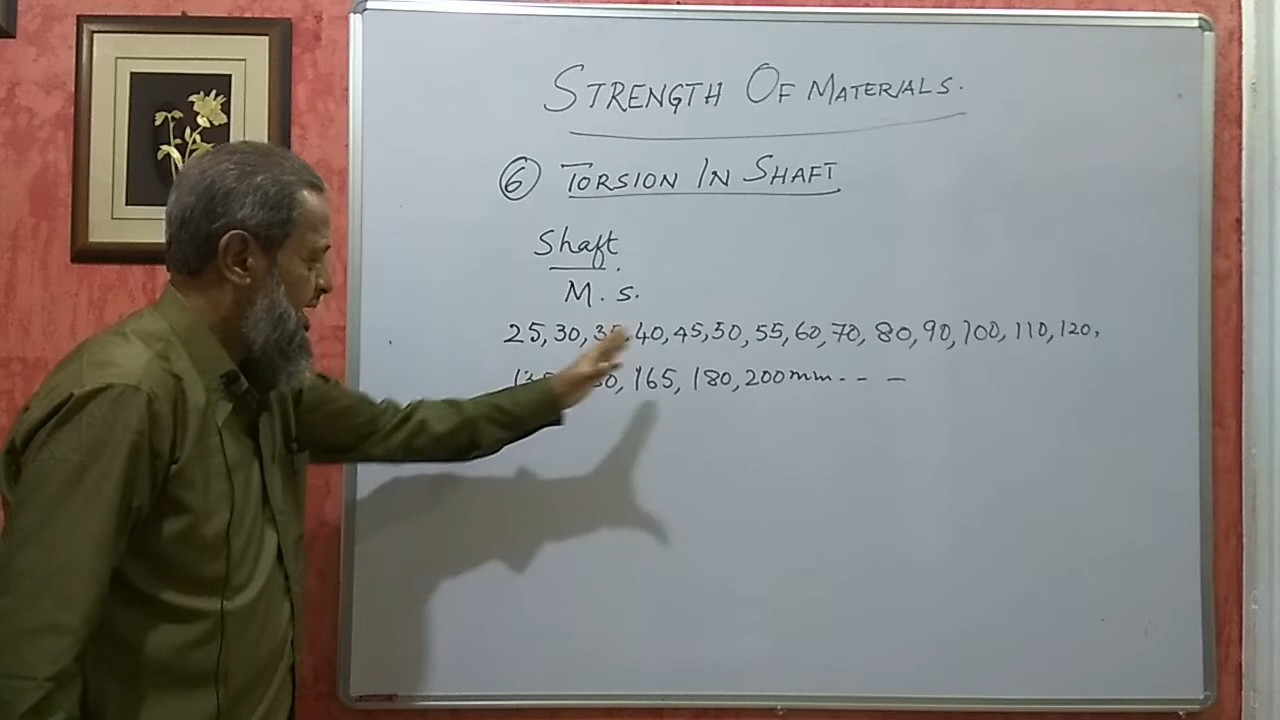 STRENGTH OF MATERIALS.
6 TORSION IN SHAFT
Shaft
M. S.
25, 30, 35, 40, 45, 50, 55, 60, 70, 80, 90, 100, 110, 120,
165, 180, 200mm - - -